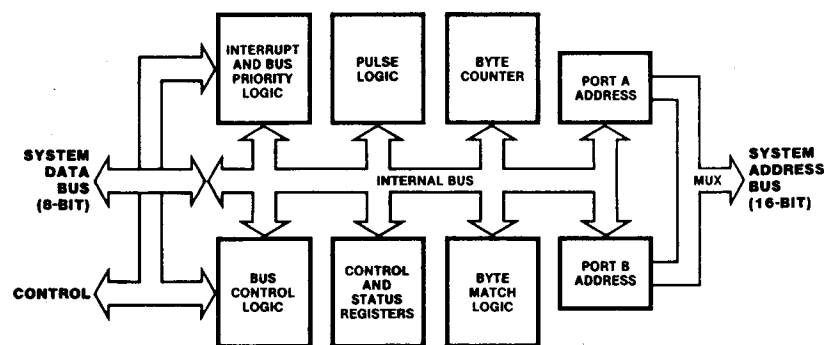 INTERRUPT
AND BUS
PRIORITY
LOGIC
PULSE
LOGIC
BYTE
COUNTER
PORT A
ADDRESS
SYSTEM
DATA
BUS
(8-BIT)
INTERNAL BUS
MUX
SYSTEM
ADDRESS
BUS
(16-BIT)
CONTROL
BUS
CONTROL
LOGIC
CONTROL
AND
STATUS
REGISTERS
BYTE
MATCH
LOGIC
PORT B
ADDRESS